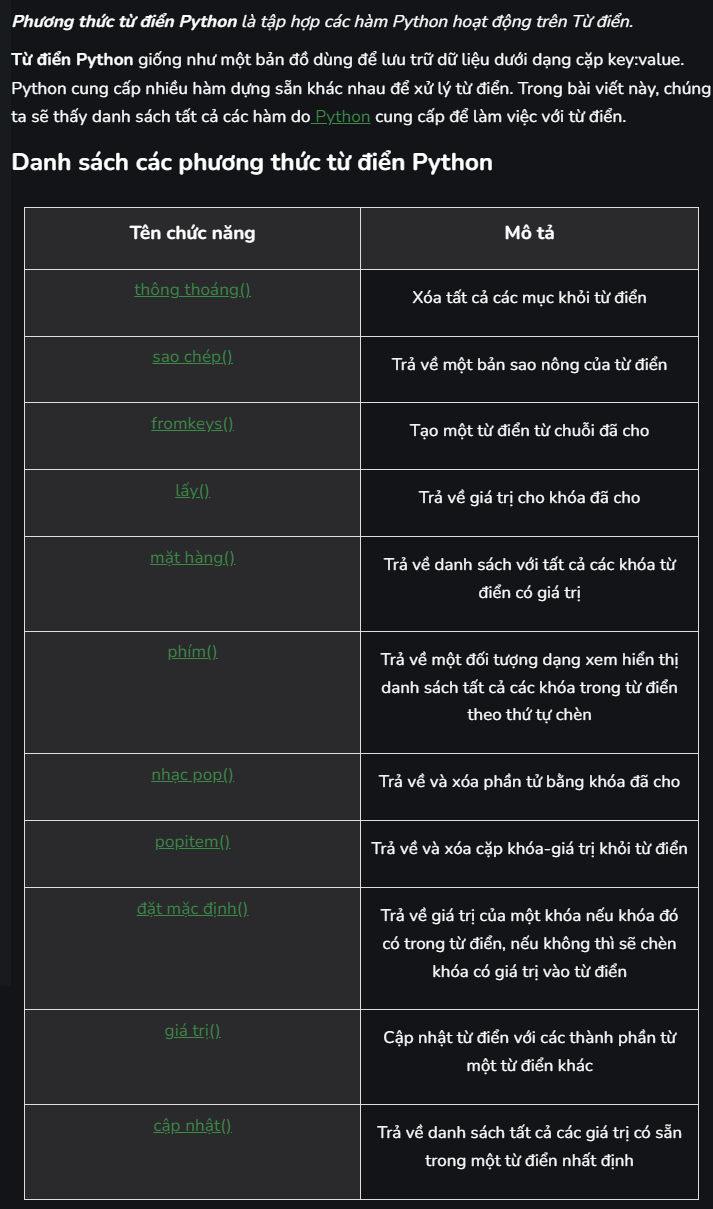 Phương thức từ điển Python là tập hợp các hàm Python hoạt động trên Từ điển.
Từ điển Python giống như một bản đồ dùng để lưu trữ dữ liệu dưới dạng cặp key:value.
Python cung cấp nhiều hàm dựng sẵn khác nhau để xử lý từ điển. Trong bài viết này, chúng
ta sẽ thấy danh sách tất cả các hàm do Python cung cấp để làm việc với từ điển.
Danh sách các phương thức từ điển Python
Tên chức năng
Mô tả
thông thoáng()
Xóa tất cả các mục khỏi từ điển
sao chép()
Trả về một bản sao nông của từ điển
fromkeys()
Tạo một từ điển từ chuỗi đã cho
lấy()
Trả về giá trị cho khóa đã cho
mặt hàng()
Trả về danh sách với tất cả các khóa từ
điển có giá trị
phím()
Trả về một đối tượng dạng xem hiển thị
danh sách tất cả các khóa trong từ điển
theo thứ tự chèn
nhạc pop()
Trả về và xóa phần tử bằng khóa đã cho
popitem()
Trả về và xóa cặp khóa-giá trị khỏi từ điển
đặt mặc định()
Trả về giá trị của một khóa nếu khóa đó
có trong từ điển, nếu không thì sẽ chèn
khóa có giá trị vào từ điển
giá trị()
Cập nhật từ điển với các thành phần từ
một từ điển khác
cập nhật()
Trả về danh sách tất cả các giá trị có sẵn
trong một từ điển nhất định